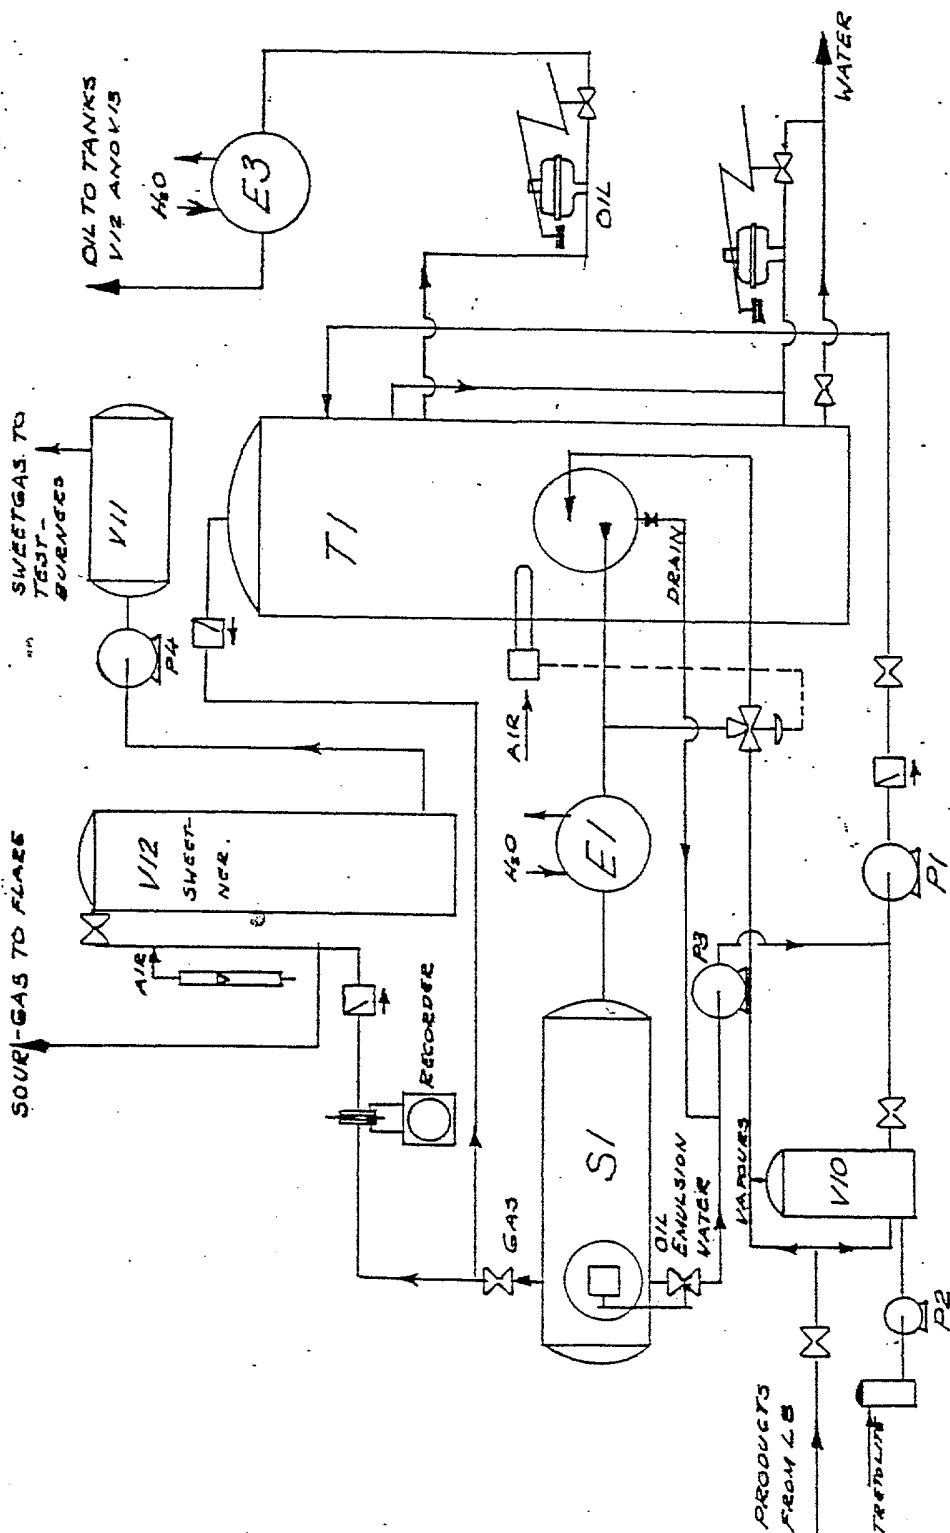 SOUR-GAS TO FLARE
SWEETGAS TO
TEST-
BURNERS
OIL TO TANKS
V12 AND V13
H2O
E3
V11
P4
V12
SWEET-
NER.
AIR
RECORDER
T1
OIL
WATER
AIR
DRAIN
H2O
E1
GAS
S1
OIL
EMULSION
WATER
P3
VAPOURS
V10
P1
P2
PRODUCTS
FROM LB
TRETOLITE